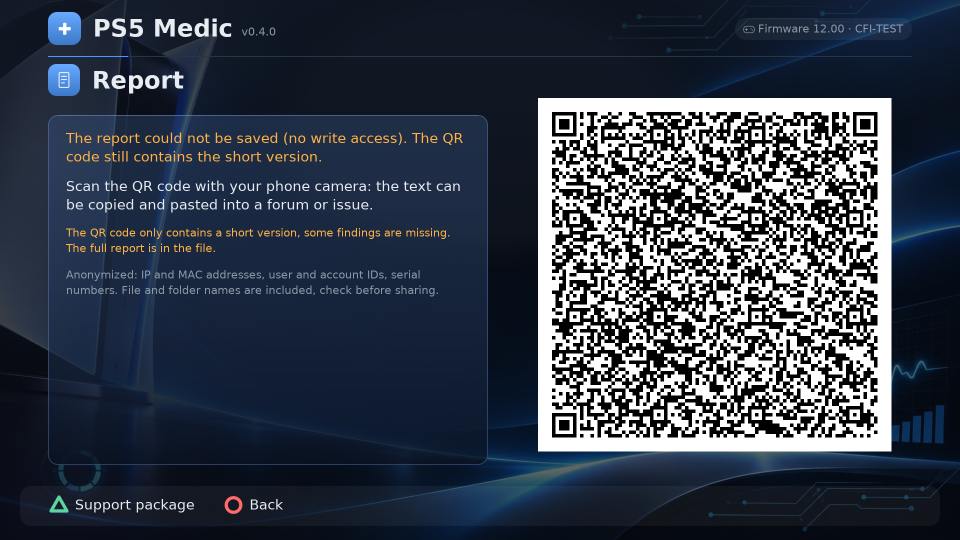 PS5 Medic v0.4.0
Firmware 12.00 · CFI-TEST
Report
The report could not be saved (no write access). The QR
code still contains the short version.
Scan the QR code with your phone camera: the text can
be copied and pasted into a forum or issue.
The QR code only contains a short version, some findings are missing.
The full report is in the file.
Anonymized: IP and MAC addresses, user and account IDs, serial
numbers. File and folder names are included, check before sharing.
Support package
Back